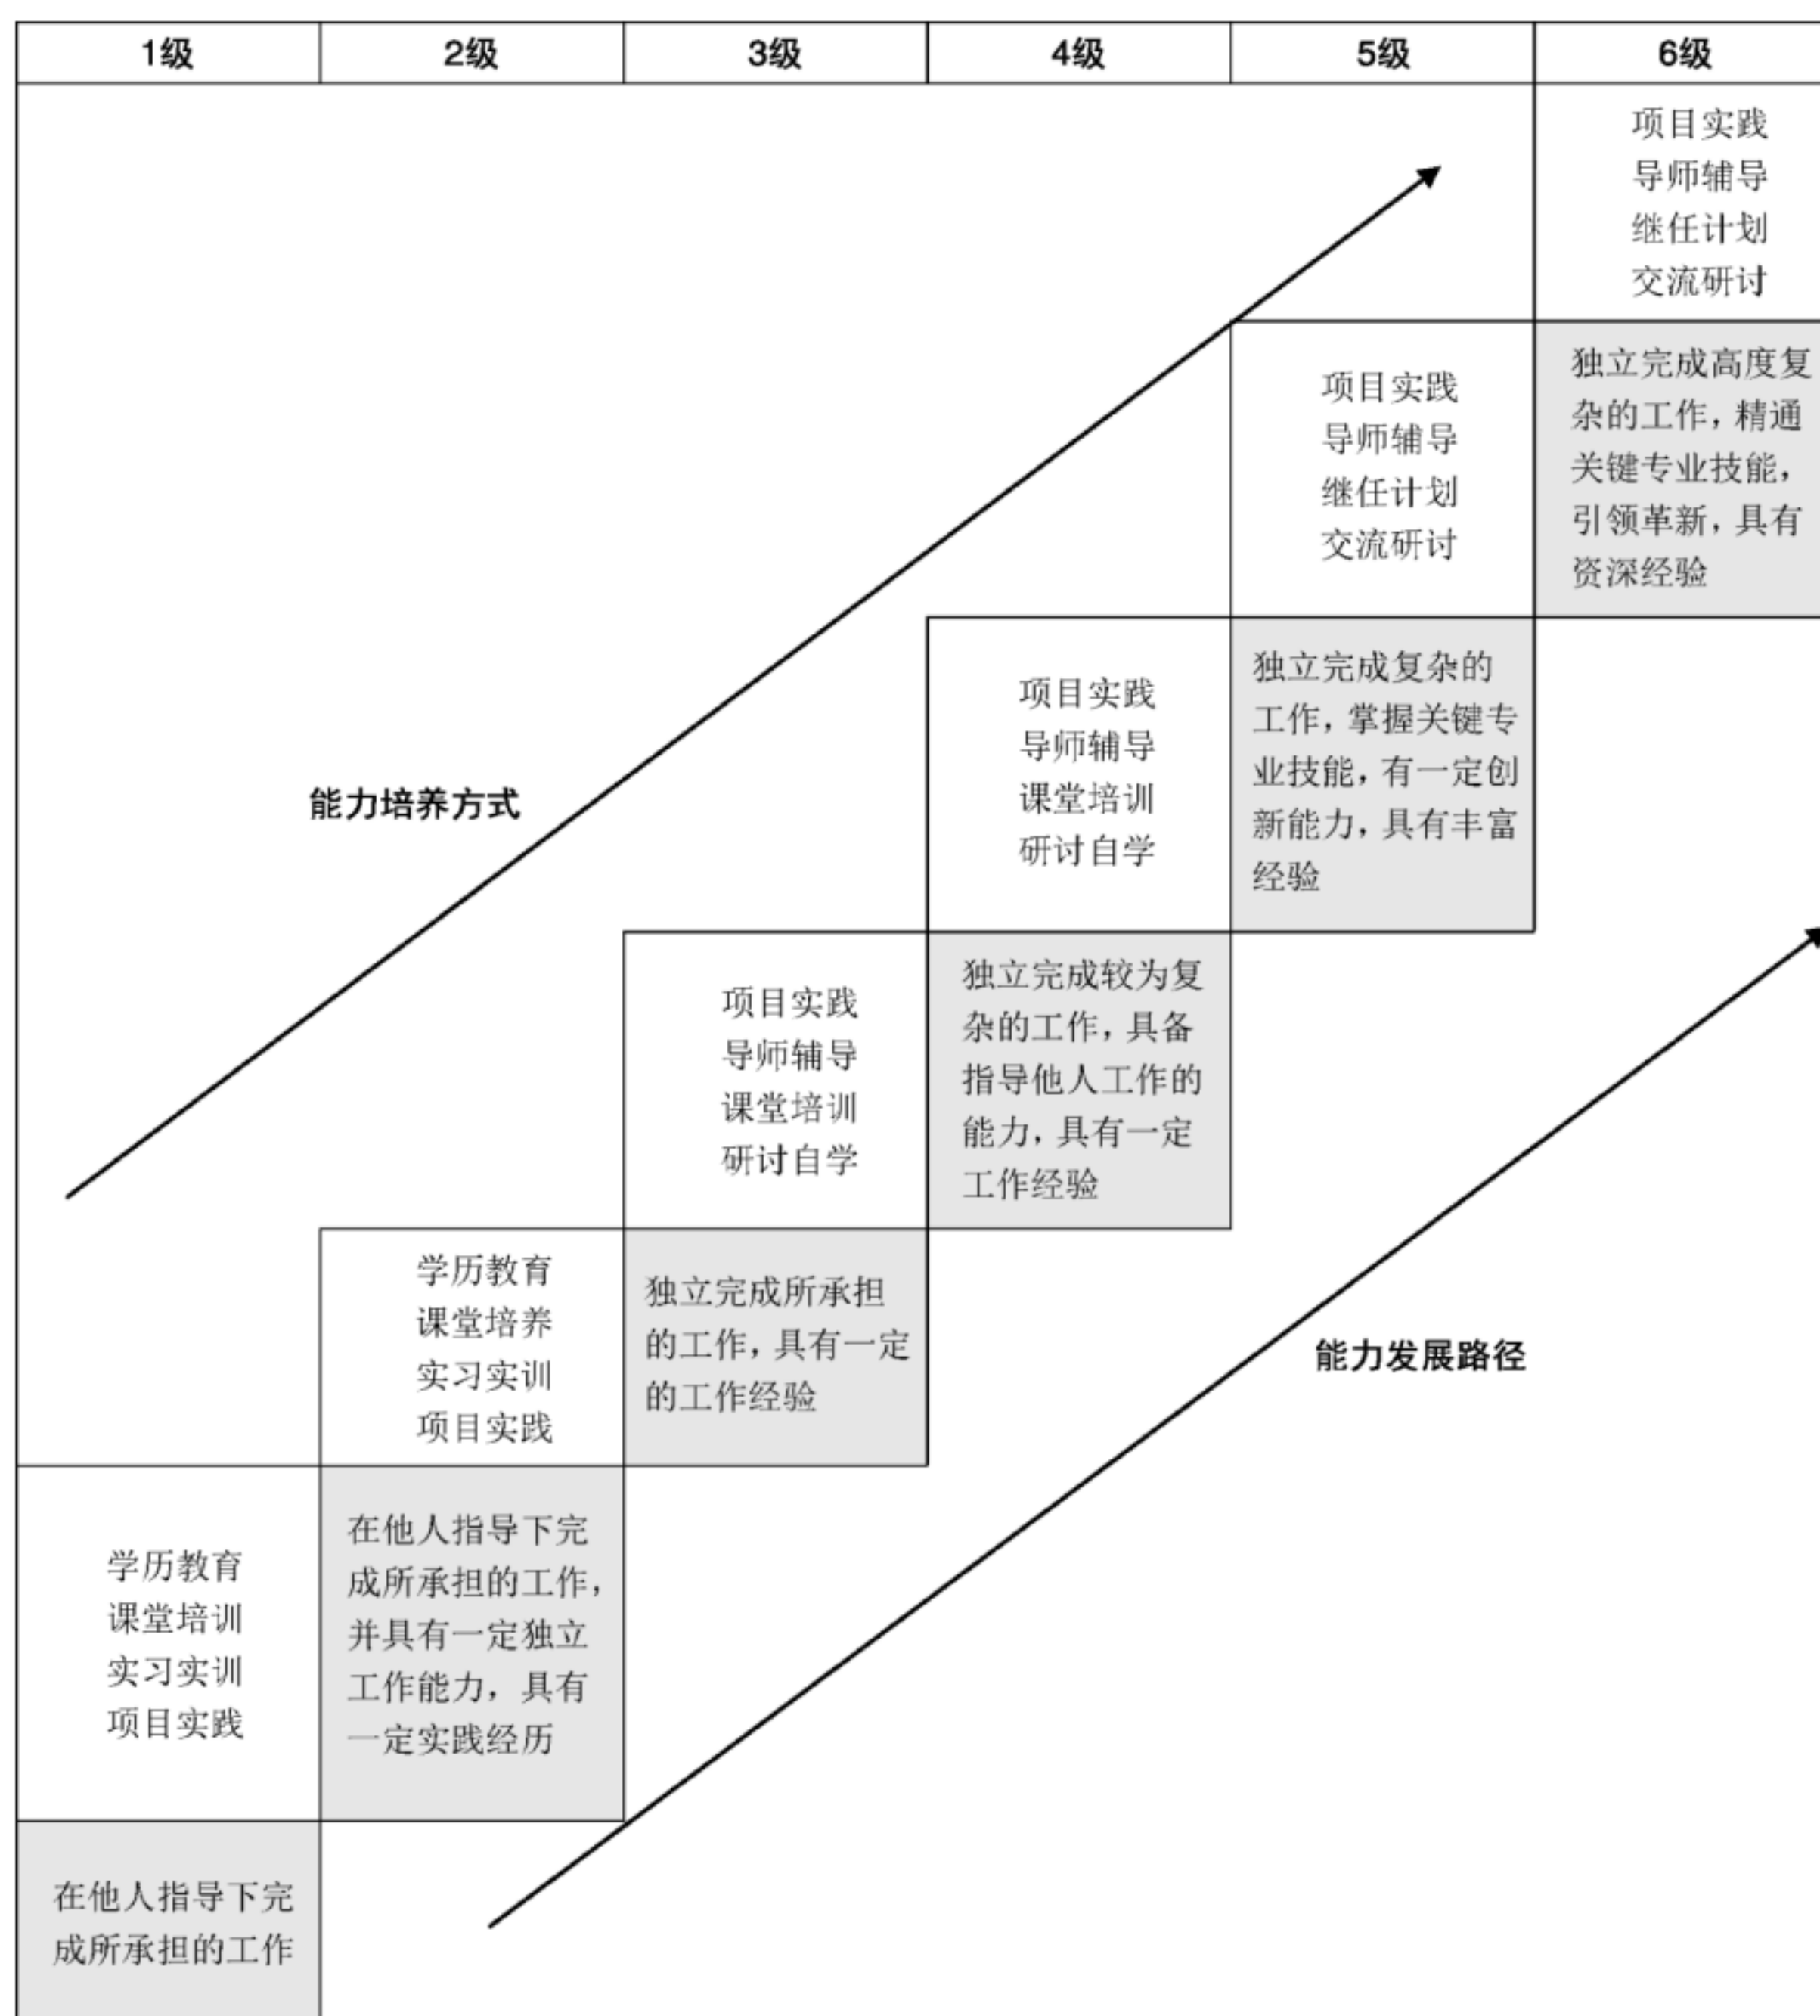 1级
2级
3级
4级
5级
6级
项目实践
导师辅导
继任计划
交流研讨
项目实践
导师辅导
继任计划
交流研讨
独立完成高度复
杂的工作，精通
关键专业技能，
引领革新，具有
资深经验
项目实践
导师辅导
课堂培训
研讨自学
独立完成复杂的
工作，掌握关键专
业技能，有一定创
新能力，具有丰富
经验
能力培养方式
项目实践
导师辅导
课堂培训
研讨自学
独立完成较为复
杂的工作，具备
指导他人工作的
能力，具有一定
工作经验
学历教育
课堂培养
实习实训
项目实践
独立完成所承担
的工作，具有一定
的工作经验
能力发展路径
学历教育
课堂培训
实习实训
项目实践
在他人指导下完
成所承担的工作，
并具有一定独立
工作能力，具有
一定实践经历
在他人指导下完
成所承担的工作